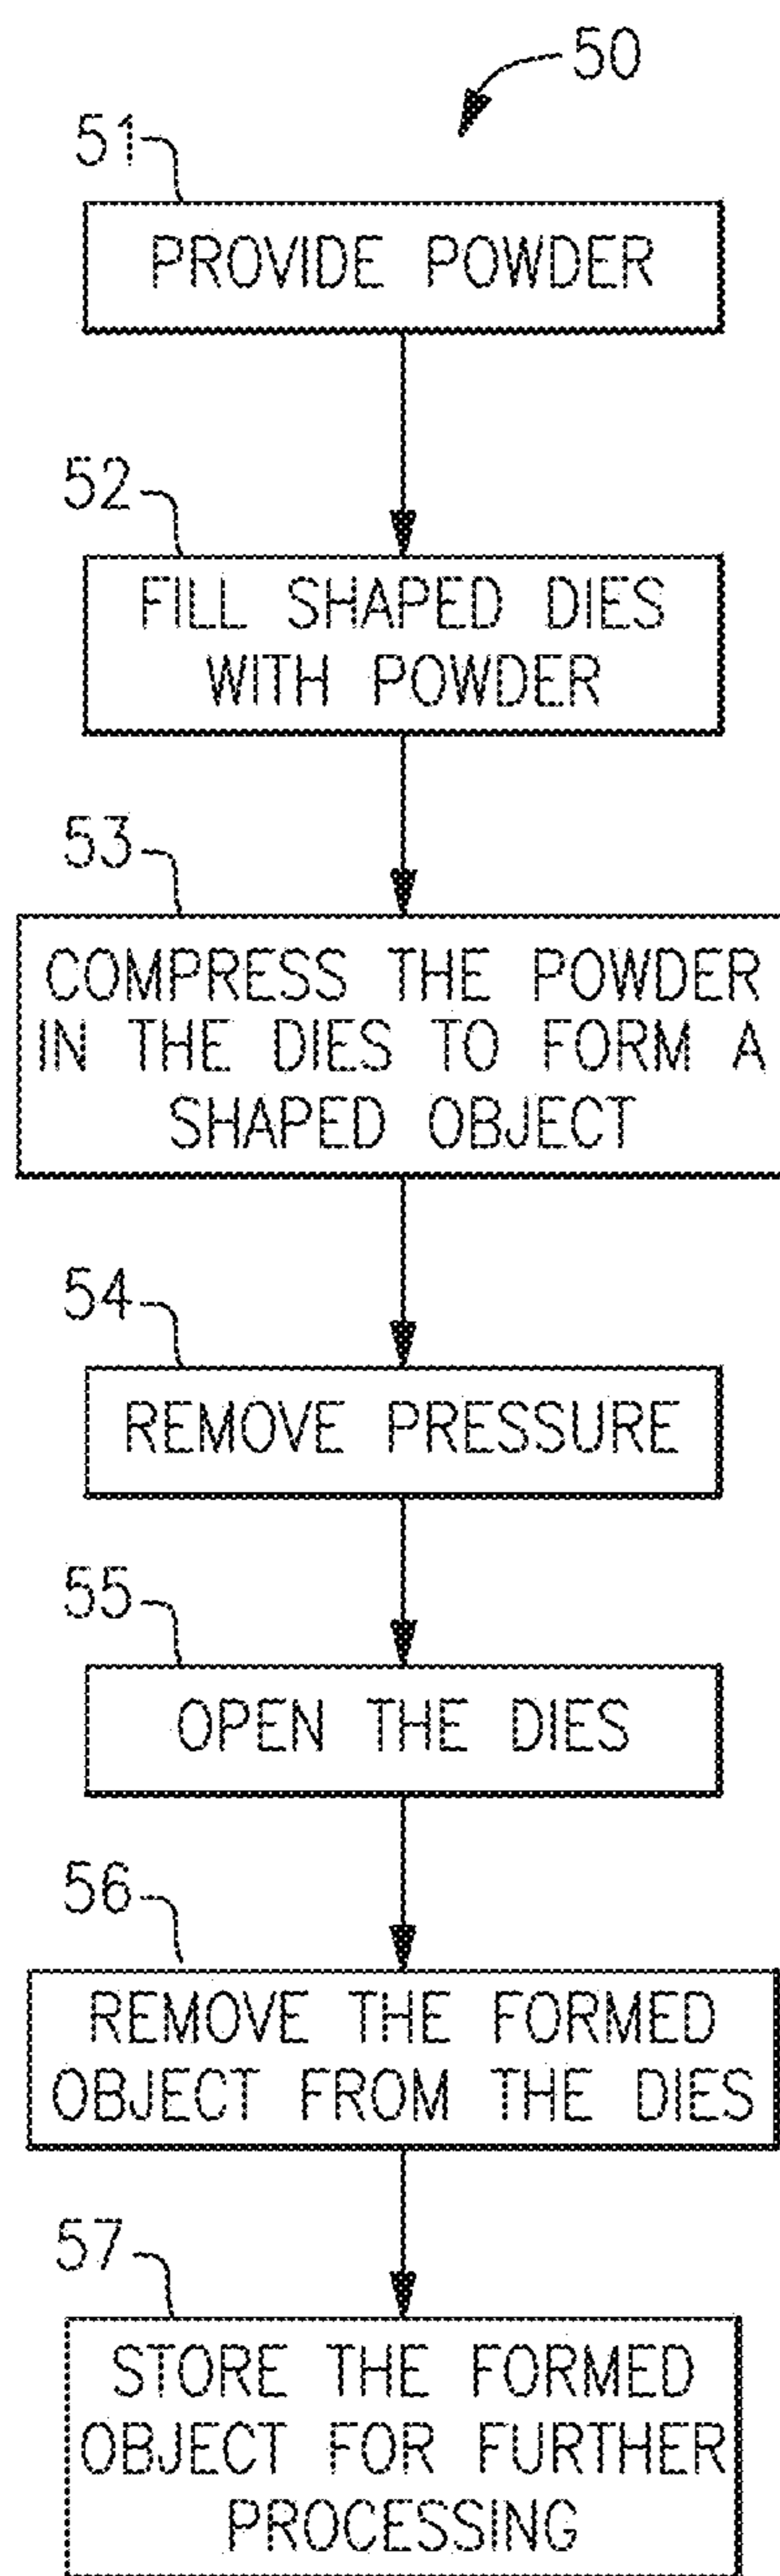 50
51
PROVIDE POWDER
52
FILL SHAPED DIES
WITH POWDER
53
COMPRESS THE POWDER
IN THE DIES TO FORM A
SHAPED OBJECT
54
REMOVE PRESSURE
55
OPEN THE DIES
56
REMOVE THE FORMED
OBJECT FROM THE DIES
57
STORE THE FORMED
OBJECT FOR FURTHER
PROCESSING